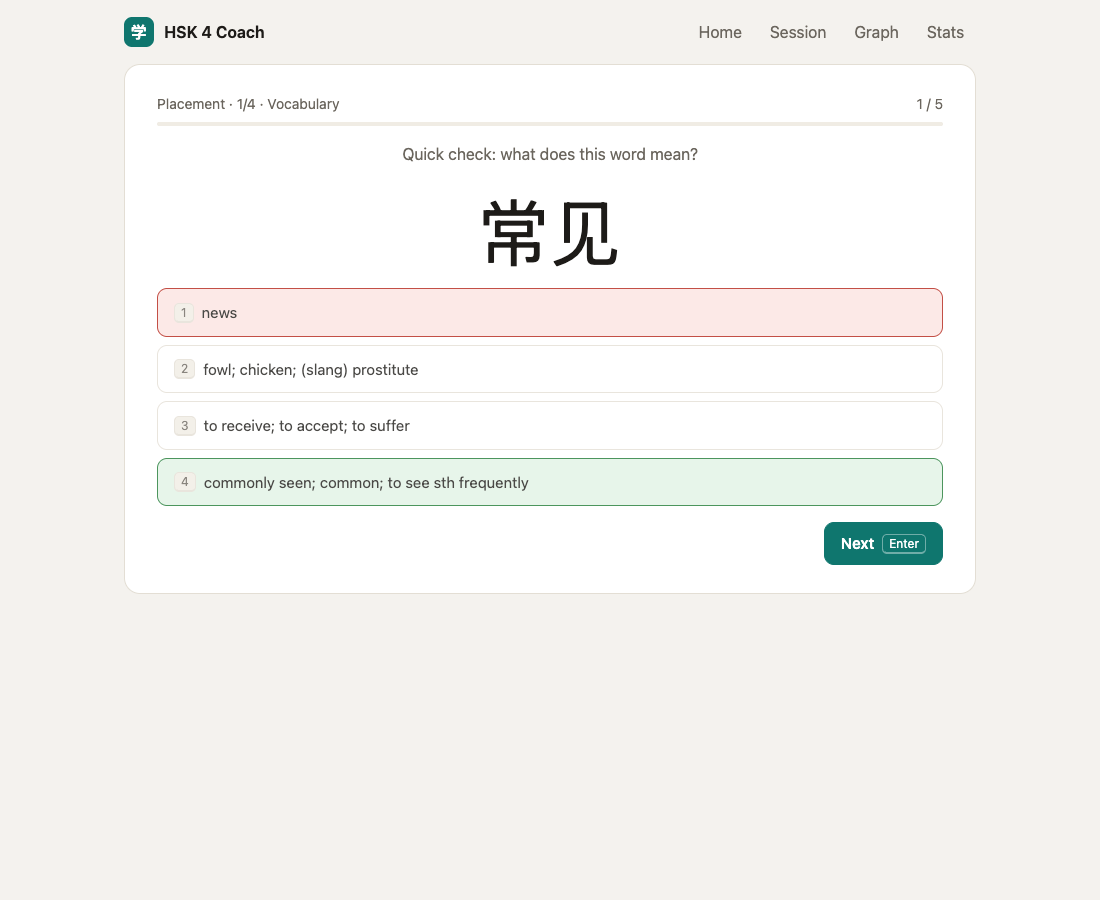 学 HSK 4 Coach
Home Session Graph Stats
Placement · 1/4 · Vocabulary 1 / 5
Quick check: what does this word mean?
常见
1 news
2 fowl; chicken; (slang) prostitute
3 to receive; to accept; to suffer
4 commonly seen; common; to see sth frequently
Next Enter